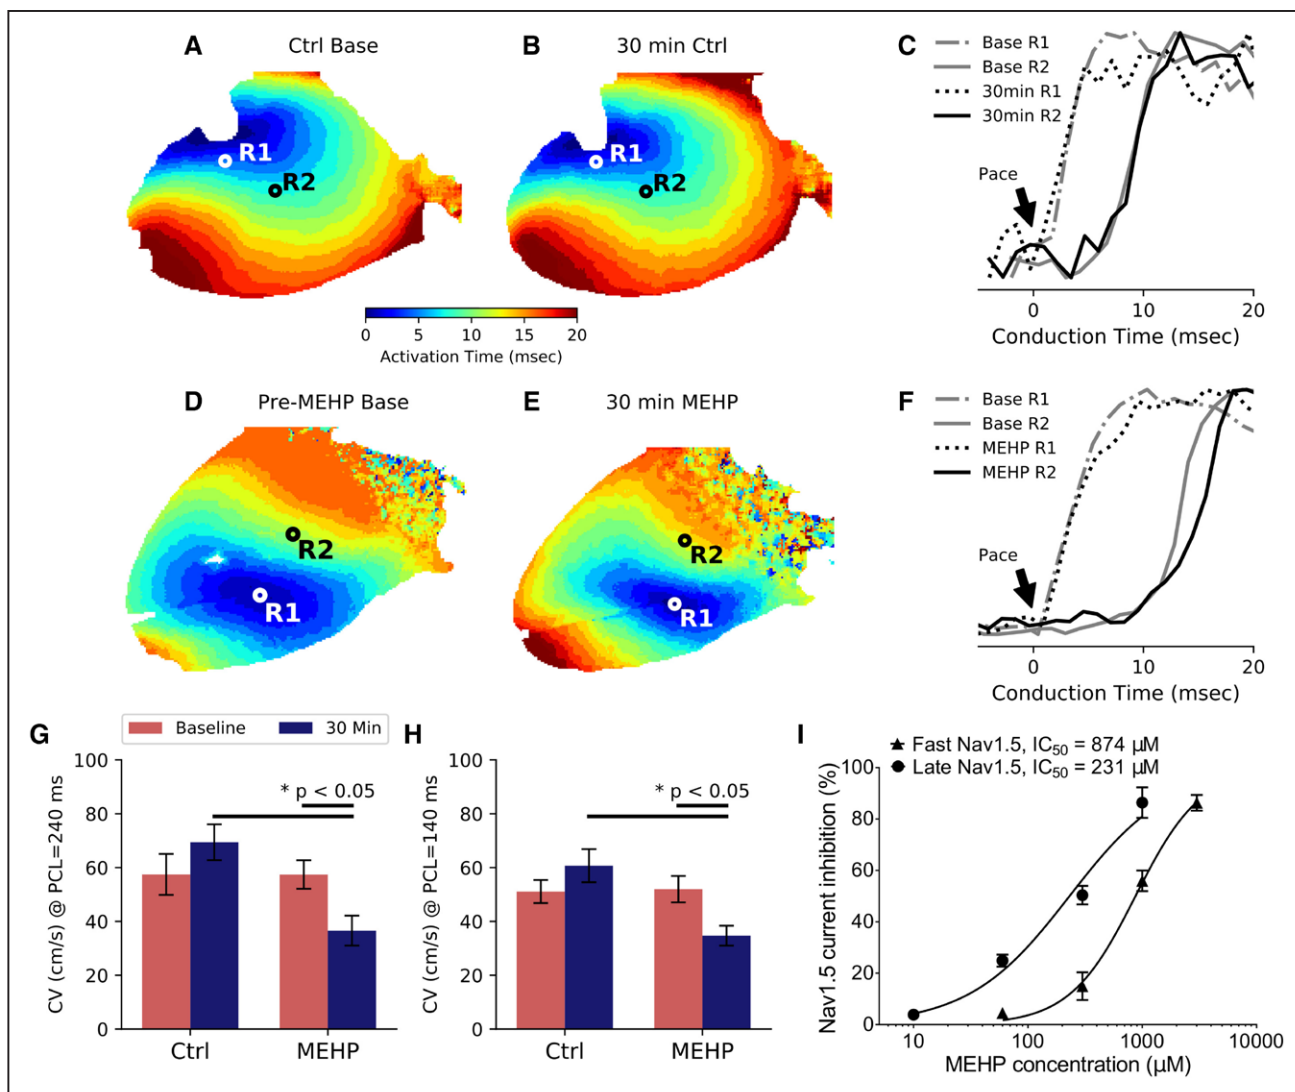 A Ctrl Base
R1
R2
B 30 min Ctrl
R1
R2
0 5 10 15 20
Activation Time (msec)
C
Base R1
Base R2
30min R1
30min R2
Pace
0 10 20
Conduction Time (msec)
D Pre-MEHP Base
R2
R1
E 30 min MEHP
R2
R1
F
Base R1
Base R2
MEHP R1
MEHP R2
Pace
0 10 20
Conduction Time (msec)
G
Baseline 30 Min
CV (cm/s) @ PCL=240 ms
100
80
60
40
20
0
* p < 0.05
Ctrl MEHP
H
CV (cm/s) @ PCL=140 ms
100
80
60
40
20
0
* p < 0.05
Ctrl MEHP
I
Fast Nav1.5, IC₅₀ = 874 µM
Late Nav1.5, IC₅₀ = 231 µM
Nav1.5 current inhibition (%)
100
80
60
40
20
0
10 100 1000 10000
MEHP concentration (µM)